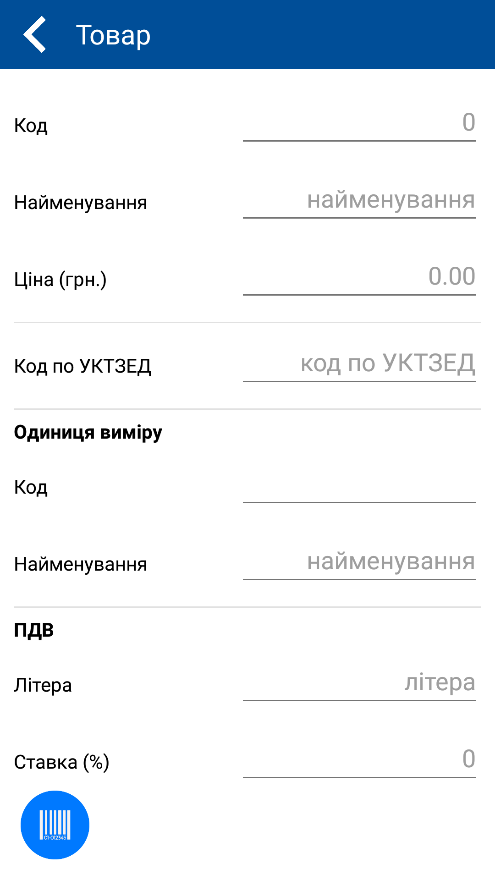 Товар
Код 0
Найменування найменування
Ціна (грн.) 0.00
Код по УКТЗЕД код по УКТЗЕД
Одиниця виміру
Код
Найменування найменування
ПДВ
Літера літера
Ставка (%) 0